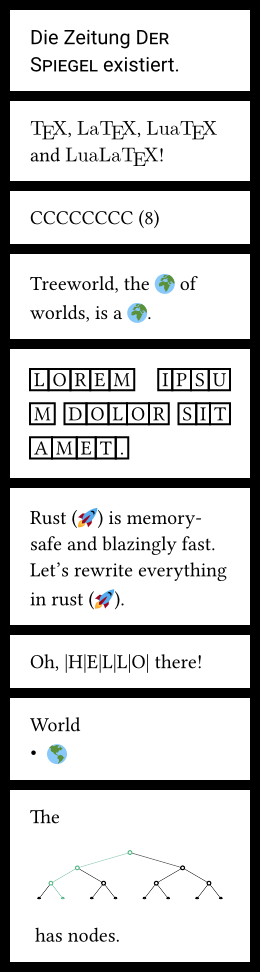 Die Zeitung DER
SPIEGEL existiert.
TEX, LaTEX, LuaTEX
and LuaLaTEX!
CCCCCCCC (8)
Treeworld, the 🌍 of
worlds, is a 🌍.
LOREM IPSU
M DOLOR SIT
AMET.
Rust (🚀) is memory-
safe and blazingly fast.
Let's rewrite everything
in rust (🚀).
Oh, |H|E|L|L|O| there!
World
• 🌎
The
has nodes.